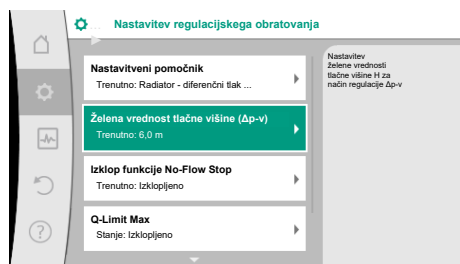 ... Nastavitev regulacijskega obratovanja
Nastavitveni pomočnik
Trenutno: Radiator - diferenčni tlak ...
Želena vrednost tlačne višine (Δp-v)
Trenutno: 6,0 m
Izklop funkcije No-Flow Stop
Trenutno: Izklopljeno
Q-Limit Max
Stanje: Izklopljeno
Nastavitev
želene vrednosti
tlačne višine H za
način regulacije Δp-v